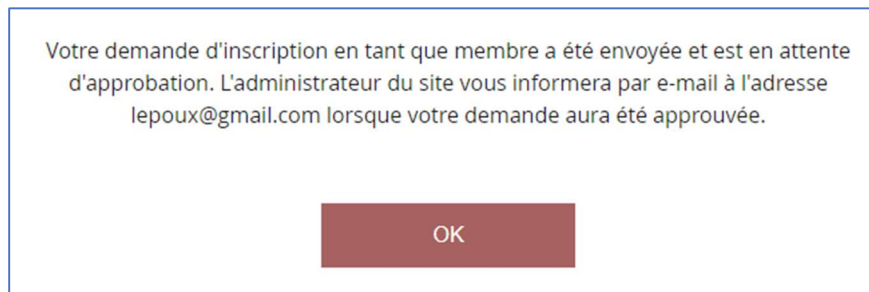 Votre demande d'inscription en tant que membre a été envoyée et est en attente
d'approbation. L'administrateur du site vous informera par e-mail à l'adresse
lepoux@gmail.com lorsque votre demande aura été approuvée.
OK